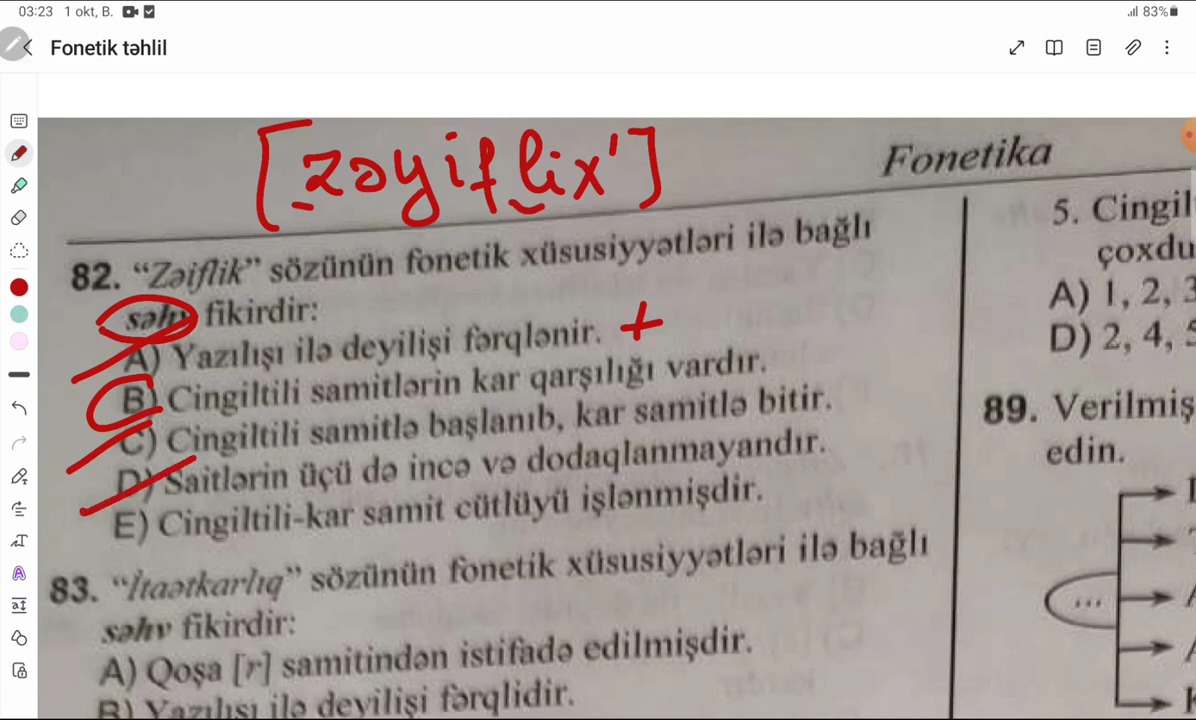 03:23 1 okt, B. 83%
Fonetik təhlil
[zəyiflix']
Fonetika
82. “Zəiflik” sözünün fonetik xüsusiyyətləri ilə bağlı
səhv fikirdir:
A) Yazılışı ilə deyilişi fərqlənir. +
B) Cingiltili samitlərin kar qarşılığı vardır.
C) Cingiltili samitlə başlanıb, kar samitlə bitir.
D) Saitlərin üçü də incə və dodaqlanmayandır.
E) Cingiltili-kar samit cütlüyü işlənmişdir.
83. “İtaətkarlıq” sözünün fonetik xüsusiyyətləri ilə bağlı
səhv fikirdir:
A) Qoşa [r] samitindən istifadə edilmişdir.
B) Yazılışı ilə deyilişi fərqlidir.
5. Cingil
çoxdu
A) 1, 2, 3
D) 2, 4, 5
89. Verilmiş
edin.
...